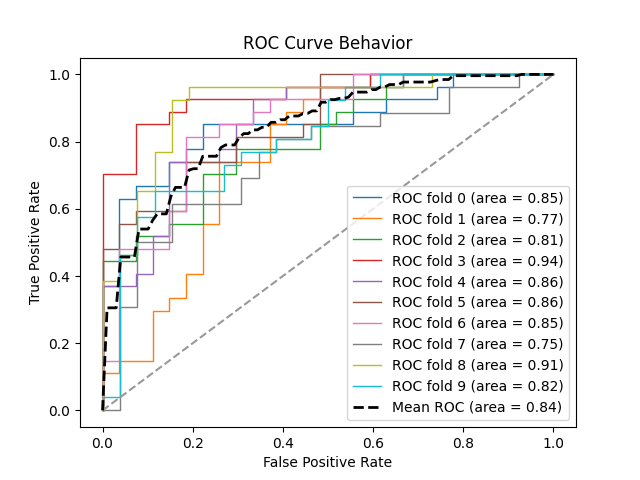 ROC Curve Behavior
True Positive Rate
1.0
0.8
0.6
0.4
0.2
0.0
ROC fold 0 (area = 0.85)
ROC fold 1 (area = 0.77)
ROC fold 2 (area = 0.81)
ROC fold 3 (area = 0.94)
ROC fold 4 (area = 0.86)
ROC fold 5 (area = 0.86)
ROC fold 6 (area = 0.85)
ROC fold 7 (area = 0.75)
ROC fold 8 (area = 0.91)
ROC fold 9 (area = 0.82)
Mean ROC (area = 0.84)
0.0 0.2 0.4 0.6 0.8 1.0
False Positive Rate